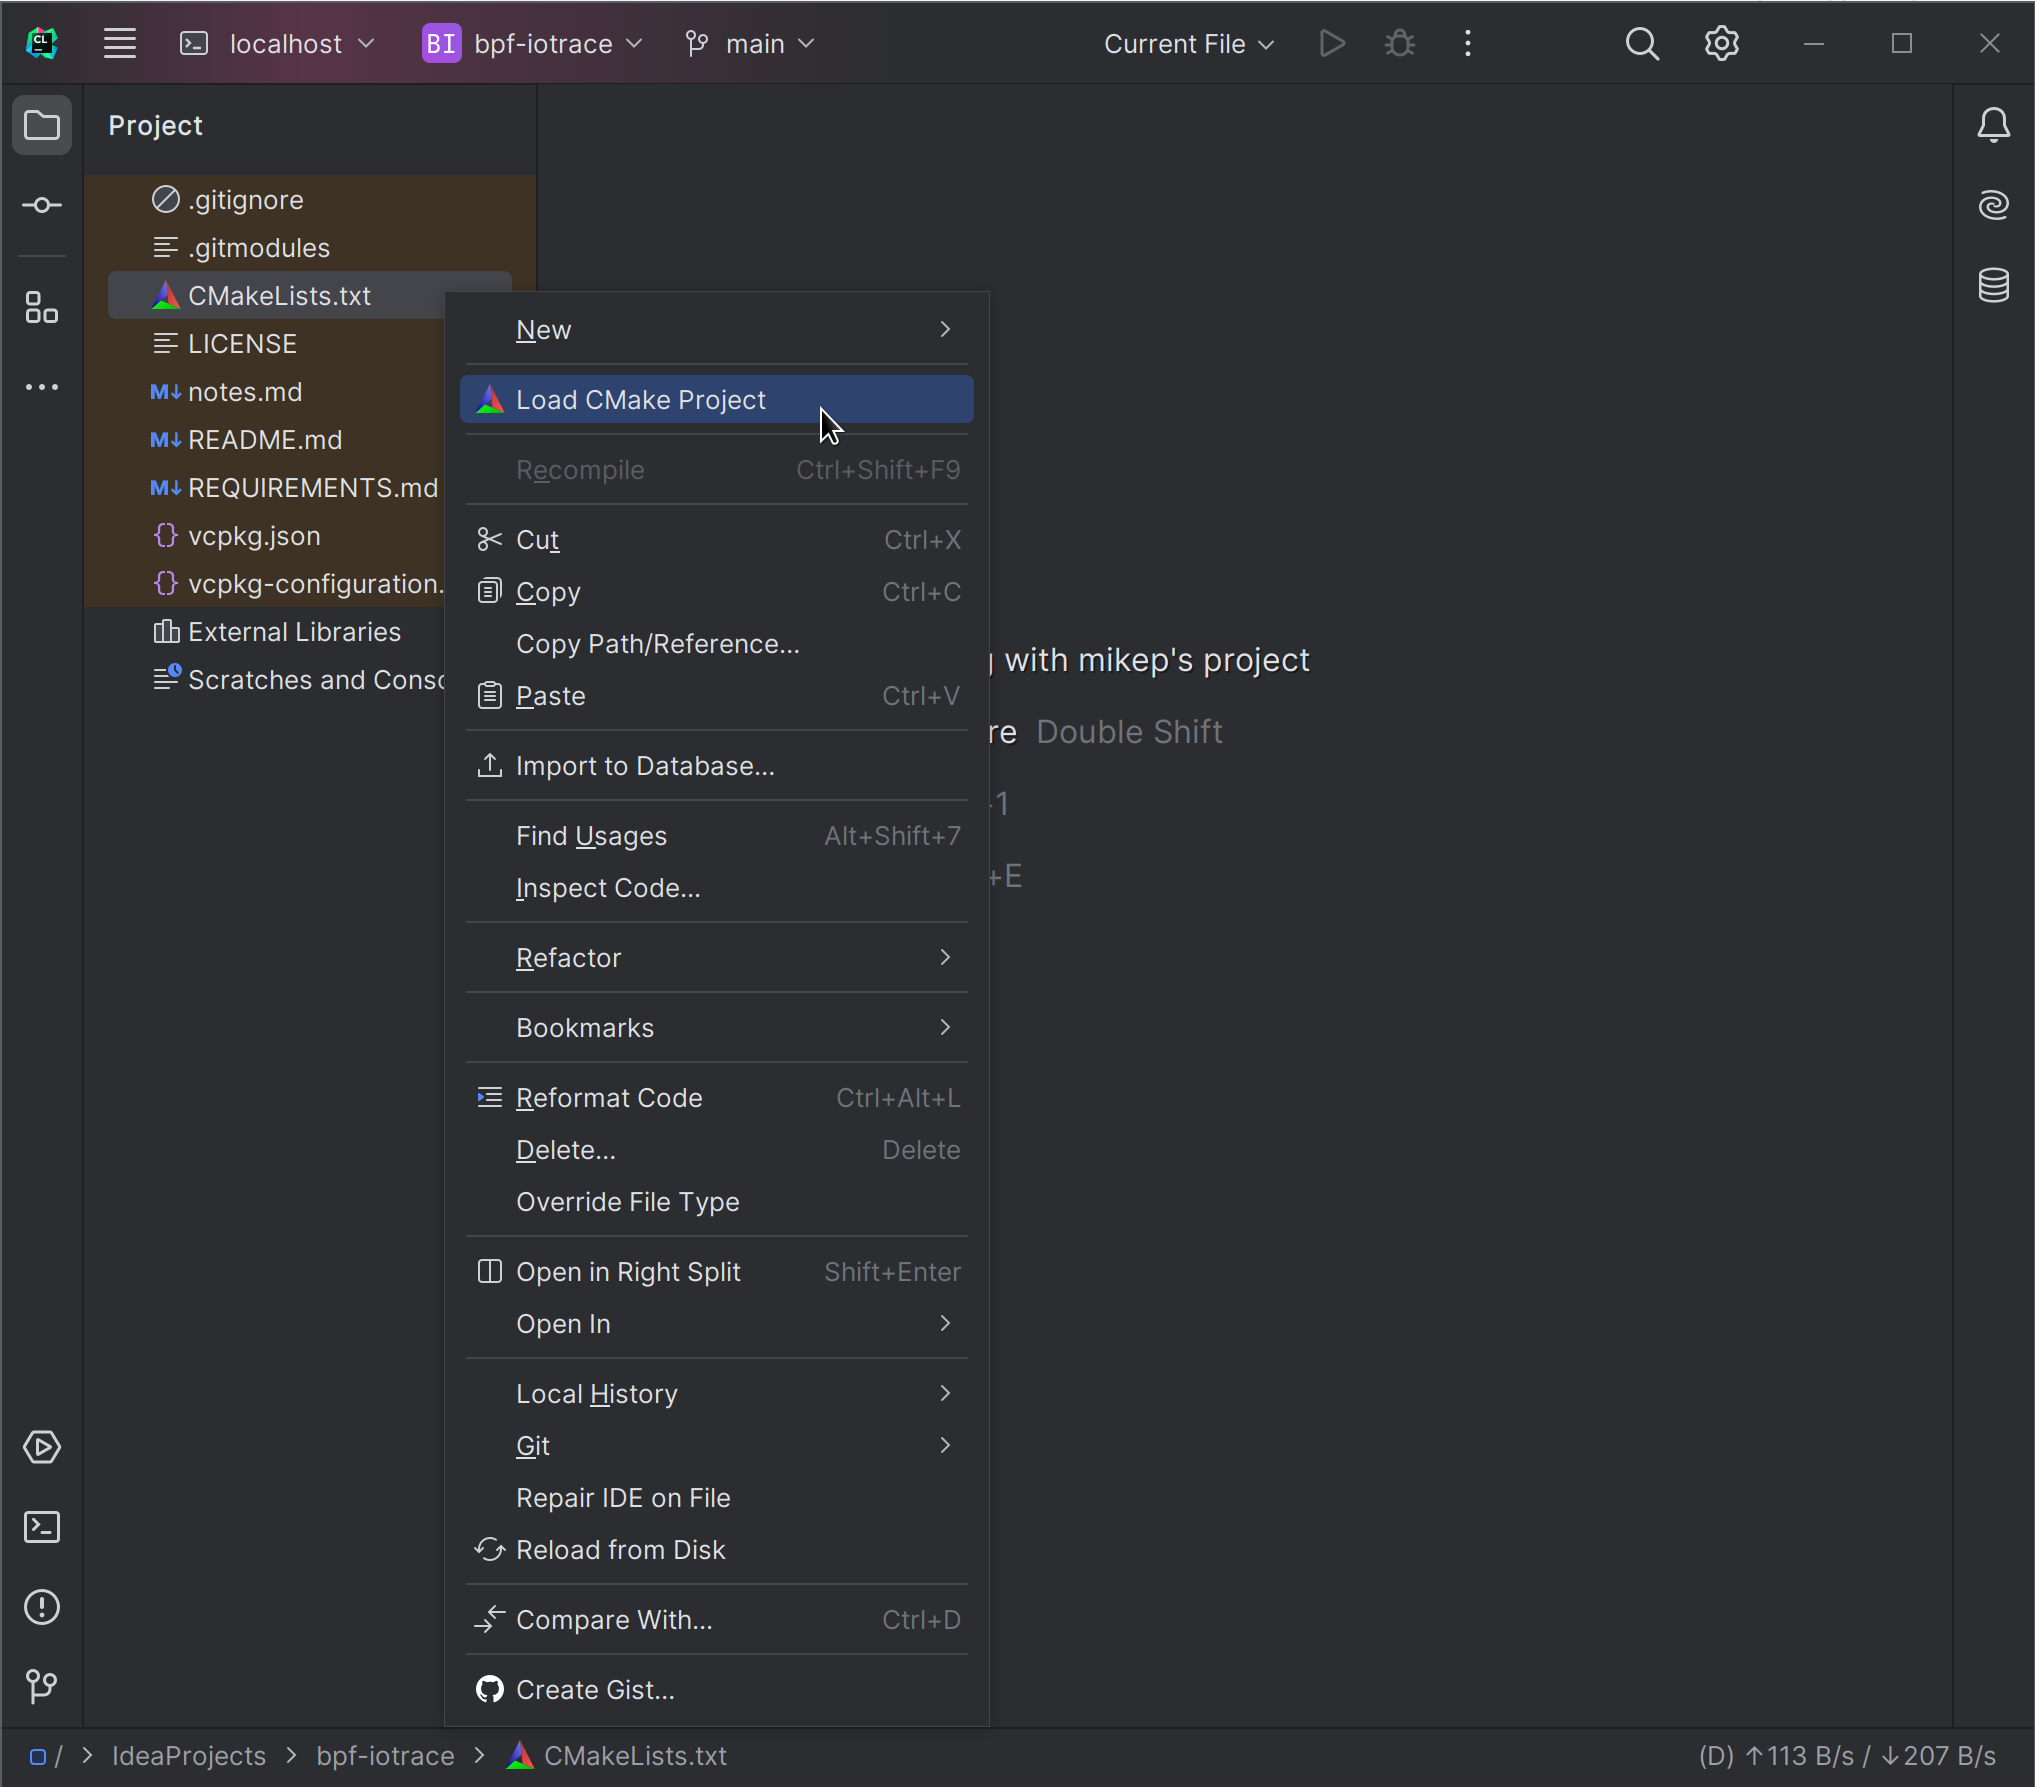 CL localhost BI bpf-iotrace main Current File
Project
.gitignore
.gitmodules
CMakeLists.txt
LICENSE
M↓ notes.md
M↓ README.md
M↓ REQUIREMENTS.md
{} vcpkg.json
{} vcpkg-configuration.
External Libraries
Scratches and Consc
New
Load CMake Project
Recompile Ctrl+Shift+F9
Cut Ctrl+X
Copy Ctrl+C
Copy Path/Reference...
Paste Ctrl+V
Import to Database...
Find Usages Alt+Shift+7
Inspect Code...
Refactor
Bookmarks
Reformat Code Ctrl+Alt+L
Delete... Delete
Override File Type
Open in Right Split Shift+Enter
Open In
Local History
Git
Repair IDE on File
Reload from Disk
Compare With... Ctrl+D
Create Gist...
with mikep's project
re Double Shift
-1
+E
/ > IdeaProjects > bpf-iotrace > CMakeLists.txt
(D) ↑113 B/s / ↓207 B/s